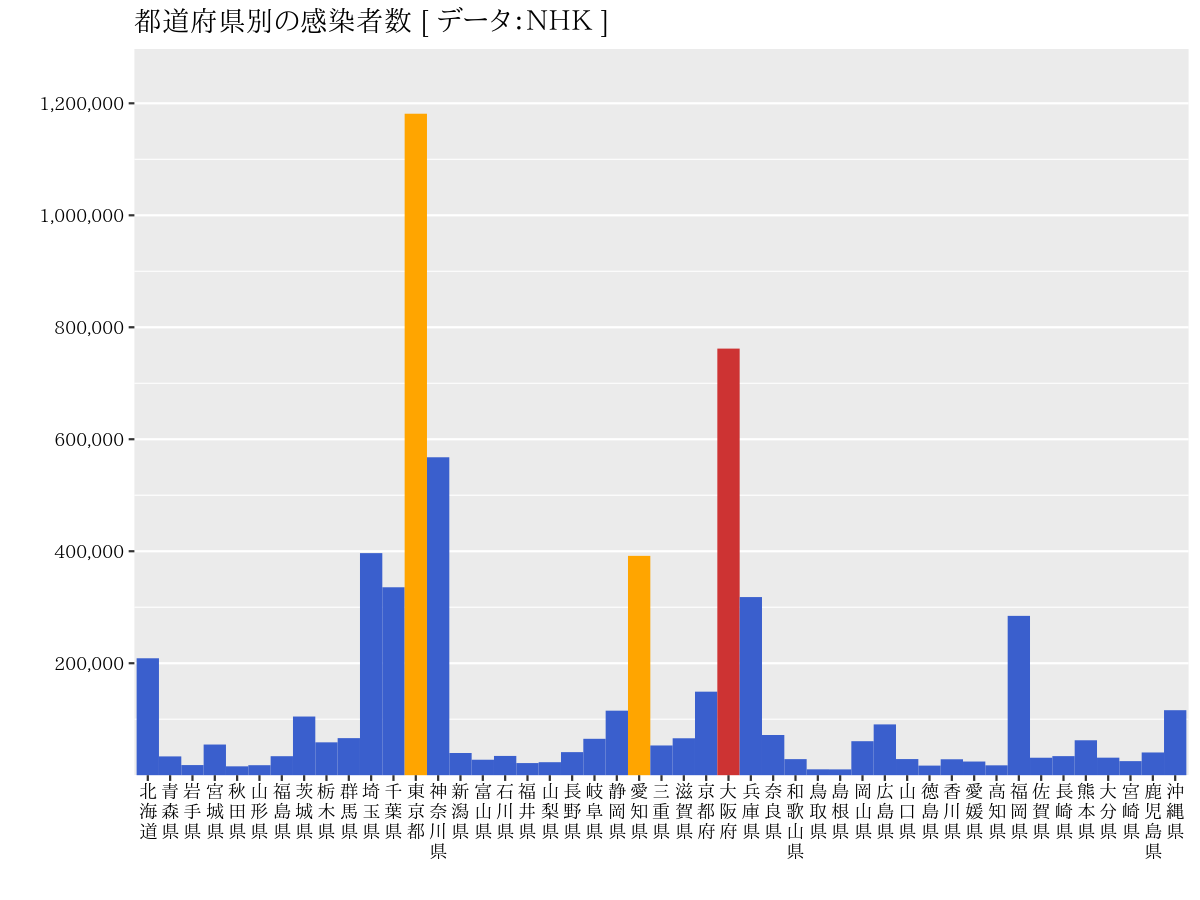 都道府県別の感染者数 [ データ:NHK ]
1,200,000
1,000,000
800,000
600,000
400,000
200,000
北海道
青森県
岩手県
宮城県
秋田県
山形県
福島県
茨城県
栃木県
群馬県
埼玉県
千葉県
東京都
神奈川県
新潟県
富山県
石川県
福井県
山梨県
長野県
岐阜県
静岡県
愛知県
三重県
滋賀県
京都府
大阪府
兵庫県
奈良県
和歌山県
鳥取県
島根県
岡山県
広島県
山口県
徳島県
香川県
愛媛県
高知県
福岡県
佐賀県
長崎県
熊本県
大分県
宮崎県
鹿児島県
沖縄県